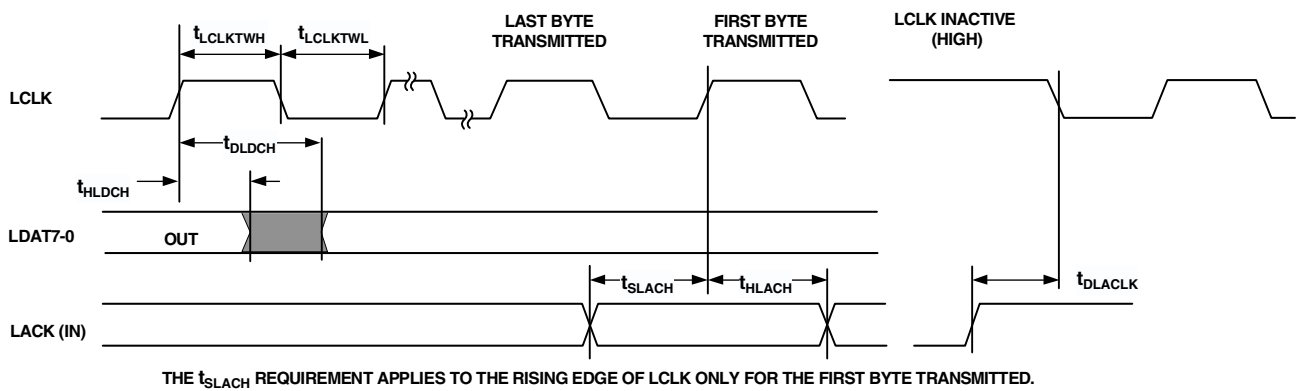 LAST BYTE
TRANSMITTED
FIRST BYTE
TRANSMITTED
LCLK INACTIVE
(HIGH)
tLCLKTWH
tLCLKTWL
LCLK
tDLDCH
tHLDCH
LDAT7-0
OUT
tSLACH
tHLACH
tDLACLK
LACK (IN)
THE tSLACH REQUIREMENT APPLIES TO THE RISING EDGE OF LCLK ONLY FOR THE FIRST BYTE TRANSMITTED.